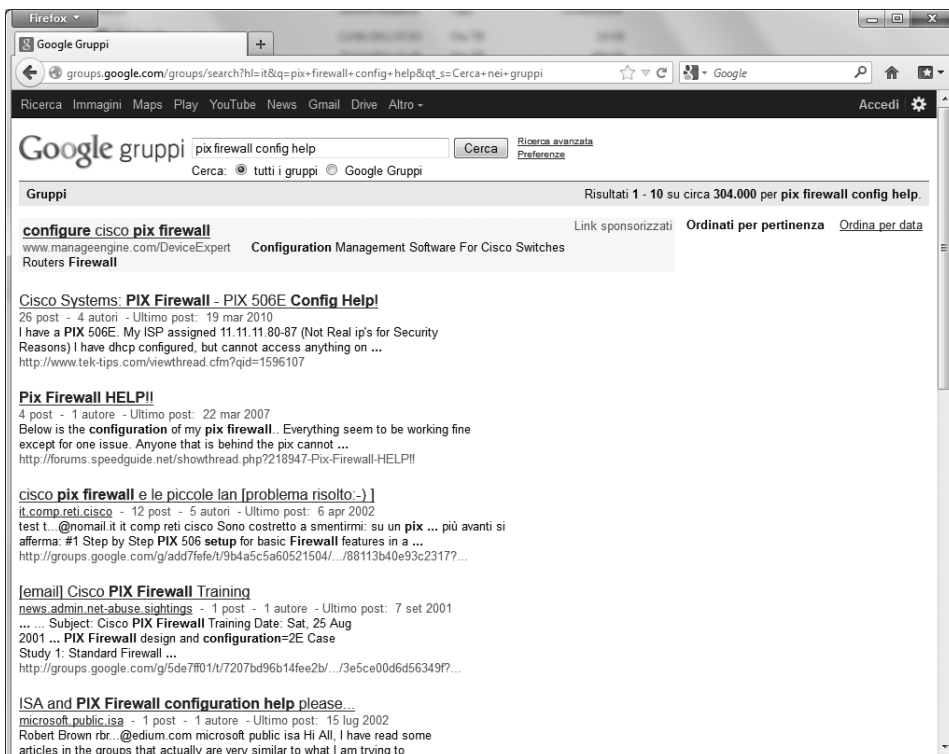 Firefox
Google Gruppi
groups.google.com/groups/search?hl=it&q=pix+firewall+config+help&qt_s=Cerca+nei+gruppi
Google
Ricerca Immagini Maps Play YouTube News Gmail Drive Altro
Accedi
Google gruppi
pix firewall config help
Cerca
Ricerca avanzata
Preferenze
Cerca: tutti i gruppi Google Gruppi
Gruppi
Risultati 1 - 10 su circa 304.000 per pix firewall config help.
configure cisco pix firewall
Link sponsorizzati
Ordinati per pertinenza
Ordina per data
www.manageengine.com/DeviceExpert Configuration Management Software For Cisco Switches
Routers Firewall
Cisco Systems: PIX Firewall - PIX 506E Config Help!
26 post - 4 autori - Ultimo post: 19 mar 2010
I have a PIX 506E. My ISP assigned 11.11.11.80-87 (Not Real ip's for Security
Reasons) I have dhcp configured, but cannot access anything on ...
http://www.tek-tips.com/viewthread.cfm?qid=1596107
Pix Firewall HELP!!
4 post - 1 autore - Ultimo post: 22 mar 2007
Below is the configuration of my pix firewall.. Everything seem to be working fine
except for one issue. Anyone that is behind the pix cannot ...
http://forums.speedguide.net/showthread.php?218947-Pix-Firewall-HELP!!
cisco pix firewall e le piccole lan [problema risolto:-) ]
it.comp.reti.cisco - 12 post - 5 autori - Ultimo post: 6 apr 2002
test t...@nomail.it it comp reti cisco Sono costretto a smentirmi: su un pix ... più avanti si
afferma: #1 Step by Step PIX 506 setup for basic Firewall features in a ...
http://groups.google.com/g/add7fefe/t/9b4a5c5a60521504/.../88113b40e93c2317?...
[email] Cisco PIX Firewall Training
news.admin.net-abuse.sightings - 1 post - 1 autore - Ultimo post: 7 set 2001
... ... Subject: Cisco PIX Firewall Training Date: Sat, 25 Aug
2001 ... PIX Firewall design and configuration=2E Case
Study 1: Standard Firewall ...
http://groups.google.com/g/5de7ff01/t/7207bd96b14fee2b/.../3e5ce00d6d56349f?...
ISA and PIX Firewall configuration help please...
microsoft.public.isa - 1 post - 1 autore - Ultimo post: 15 lug 2002
Robert Brown rbr...@edium.com microsoft public isa Hi All, I have read some
articles in the groups that actually are very similar to what I am trying to